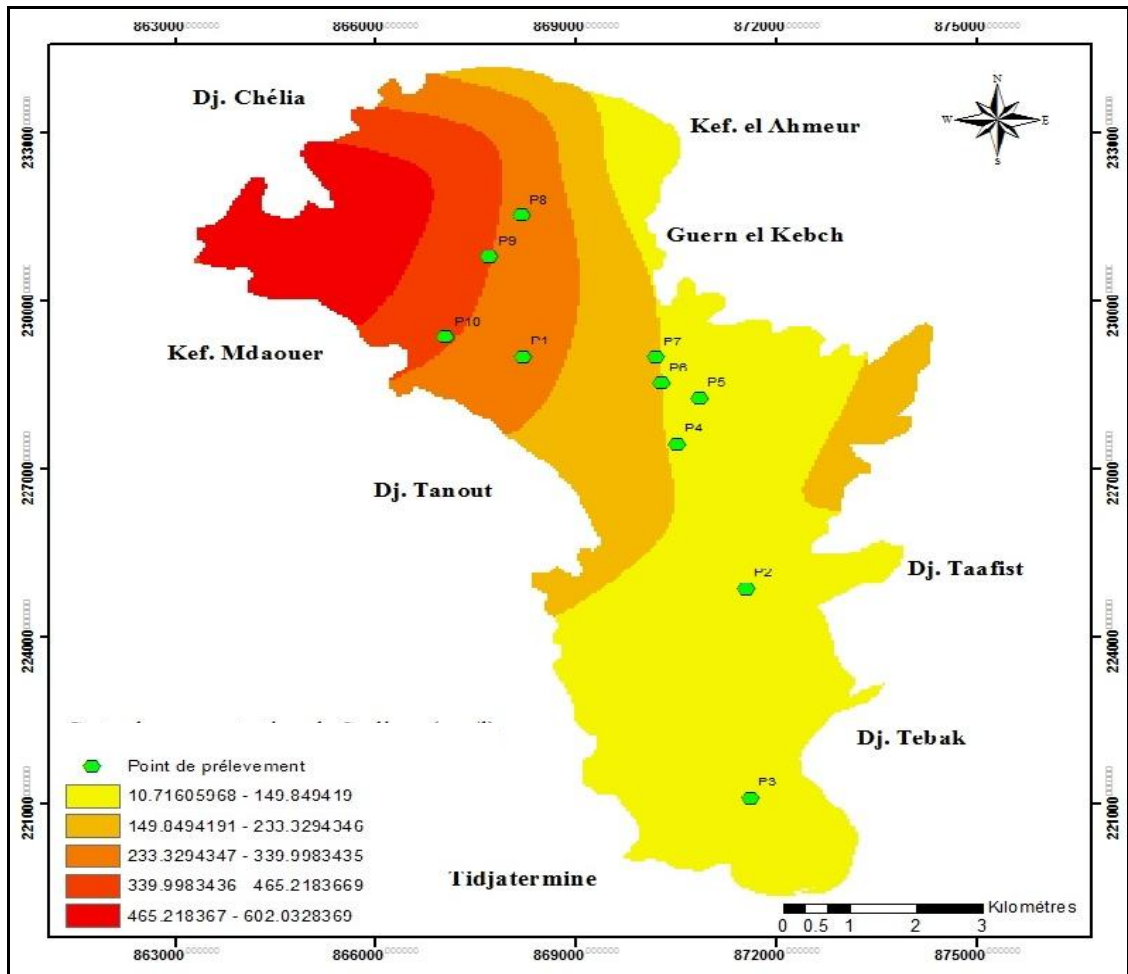 863000 866000 869000 872000 875000
Dj. Chélia
Kef. el Ahmeur
N
W E
S
233000 233000
P8
Guern el Kebch
P9
230000 230000
P10
Kef. Mdaouer
P1
P7
P6
P5
P4
227000 227000
Dj. Tanout
Dj. Taafist
P2
224000 224000
Dj. Tebak
Point de prélevement
P3
10.71605968 - 149.849419
221000 221000
149.8494191 - 233.3294346
233.3294347 - 339.9983435
Tidjatermine
339.9983436 465.2183669
465.218367 - 602.0328369
Kilométres
0 0.5 1 2 3
863000 866000 869000 872000 875000